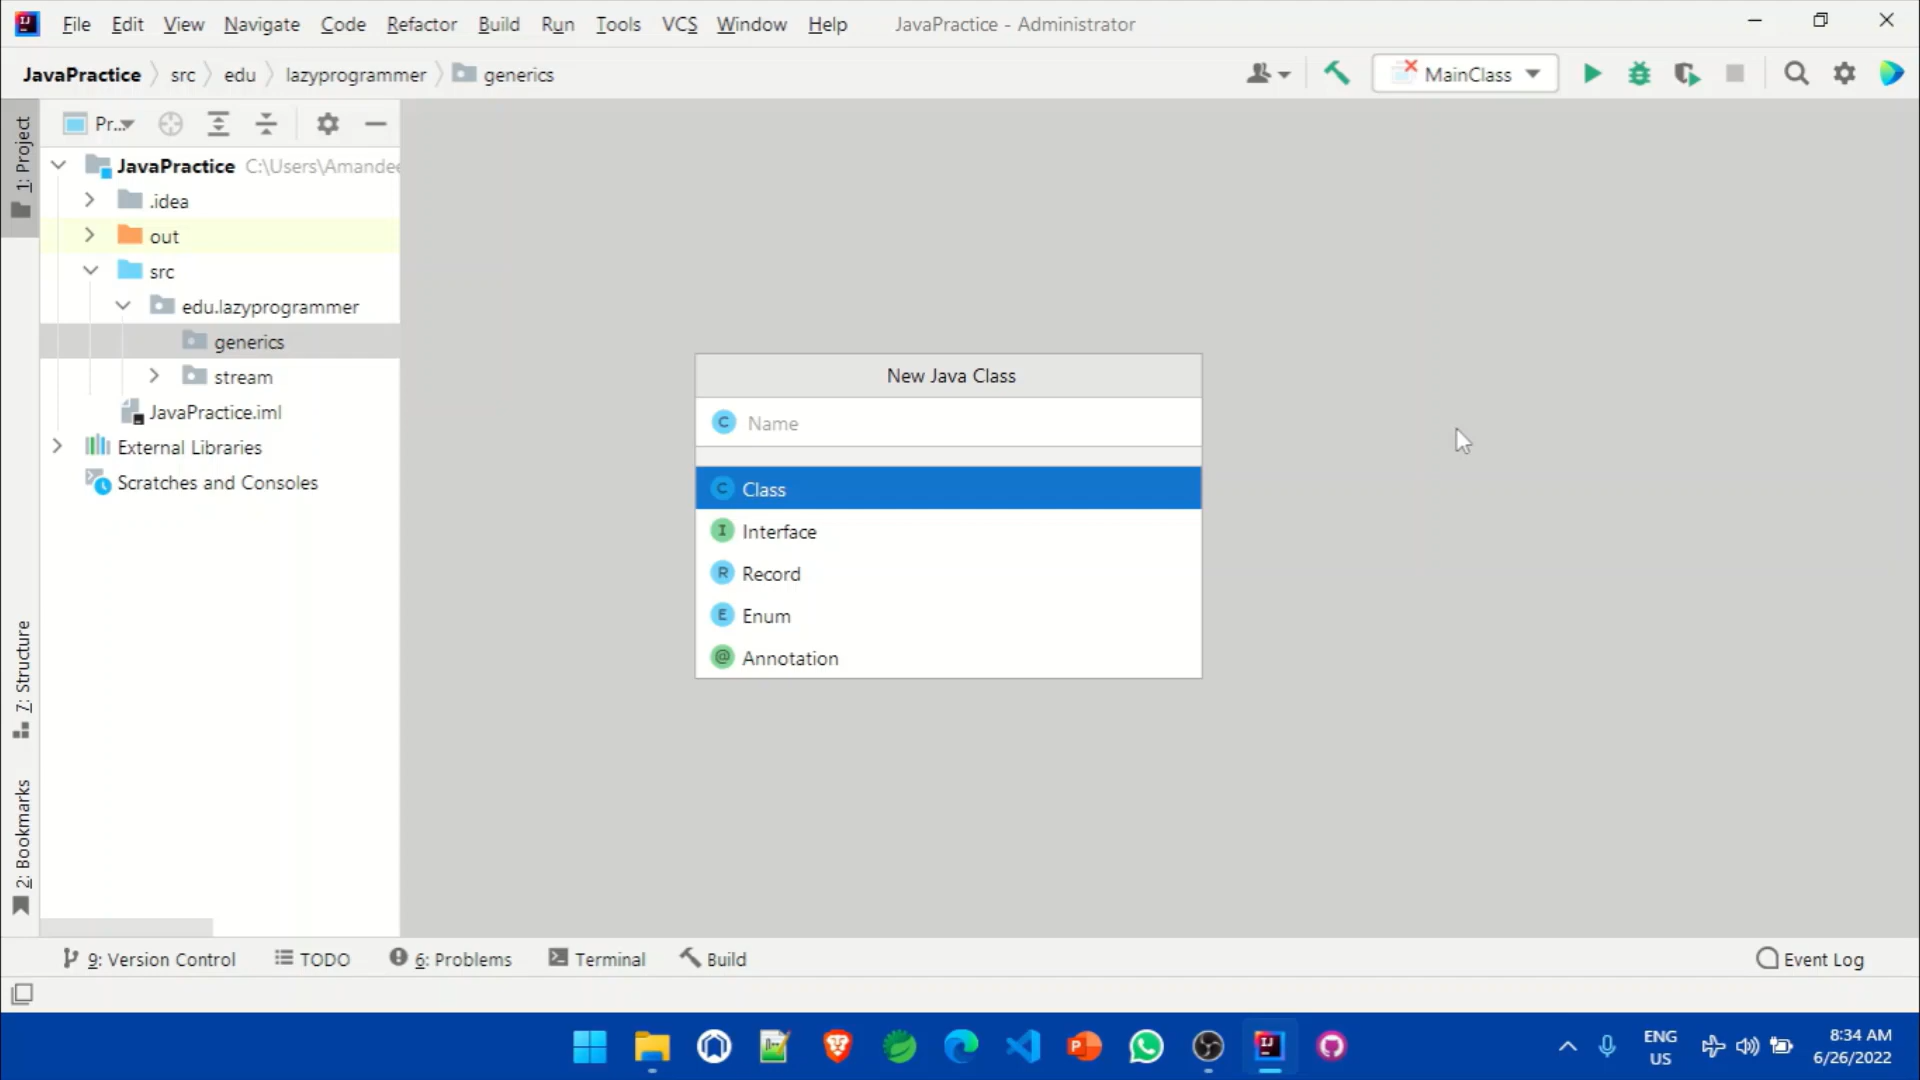 File Edit View Navigate Code Refactor Build Run Tools VCS Window Help JavaPractice - Administrator
JavaPractice src edu lazyprogrammer generics MainClass
1: Project
Pr...
JavaPractice C:\Users\Amandee
.idea
out
src
edu.lazyprogrammer
generics
stream
JavaPractice.iml
External Libraries
Scratches and Consoles
7: Structure
2: Bookmarks
New Java Class
C Name
C Class
I Interface
R Record
E Enum
@ Annotation
9: Version Control TODO 6: Problems Terminal Build Event Log
ENG
US
8:34 AM
6/26/2022